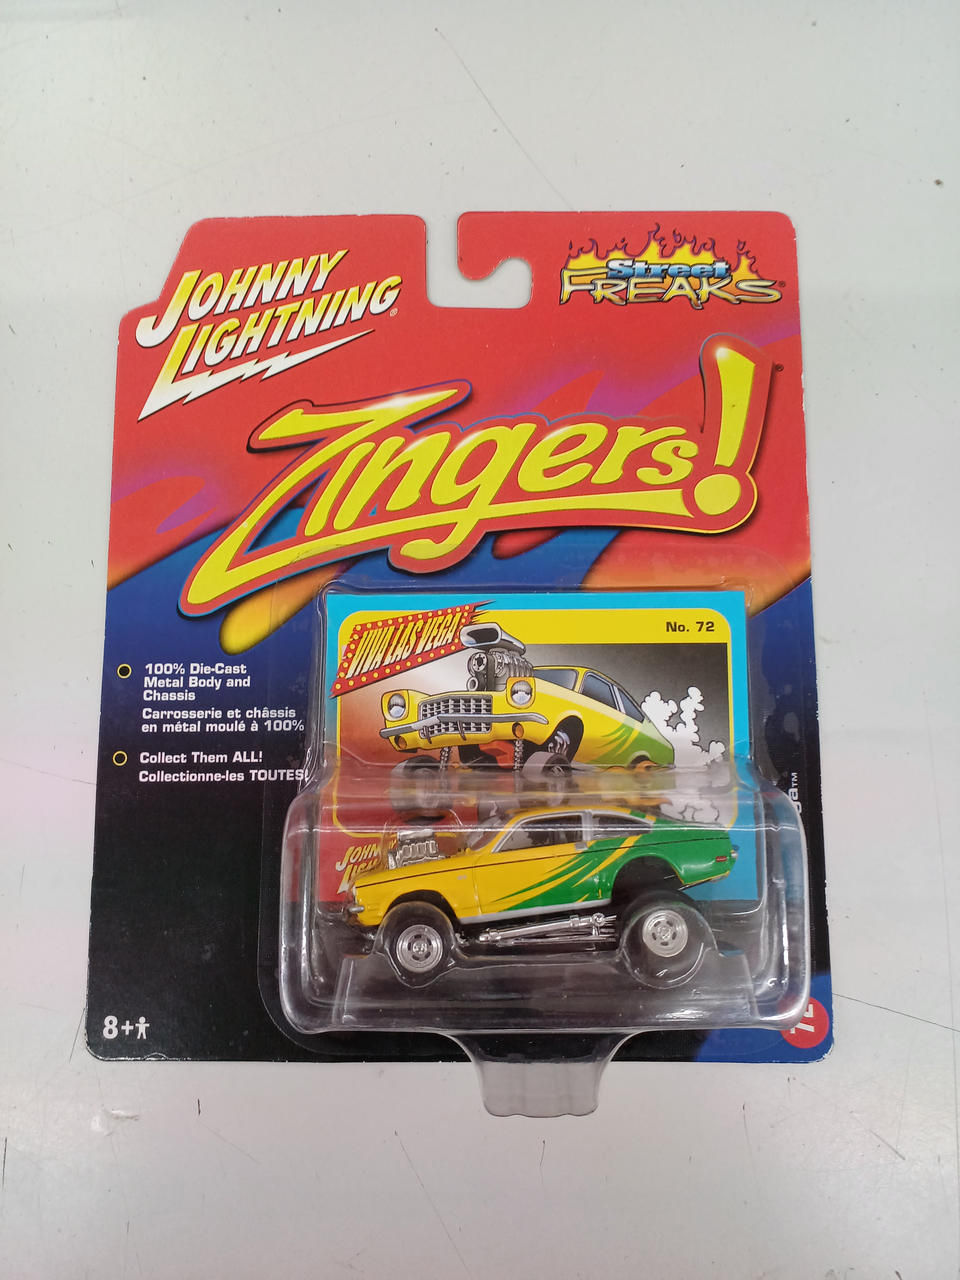 JOHNNY
LIGHTNING®
Street
FREAKS®
Zingers!®
VIVA LAS VEGA!
No. 72
100% Die-Cast
Metal Body and
Chassis
Carrosserie et châssis
en métal moulé à 100%
Collect Them ALL!
Collectionne-les TOUTES!
8+
72